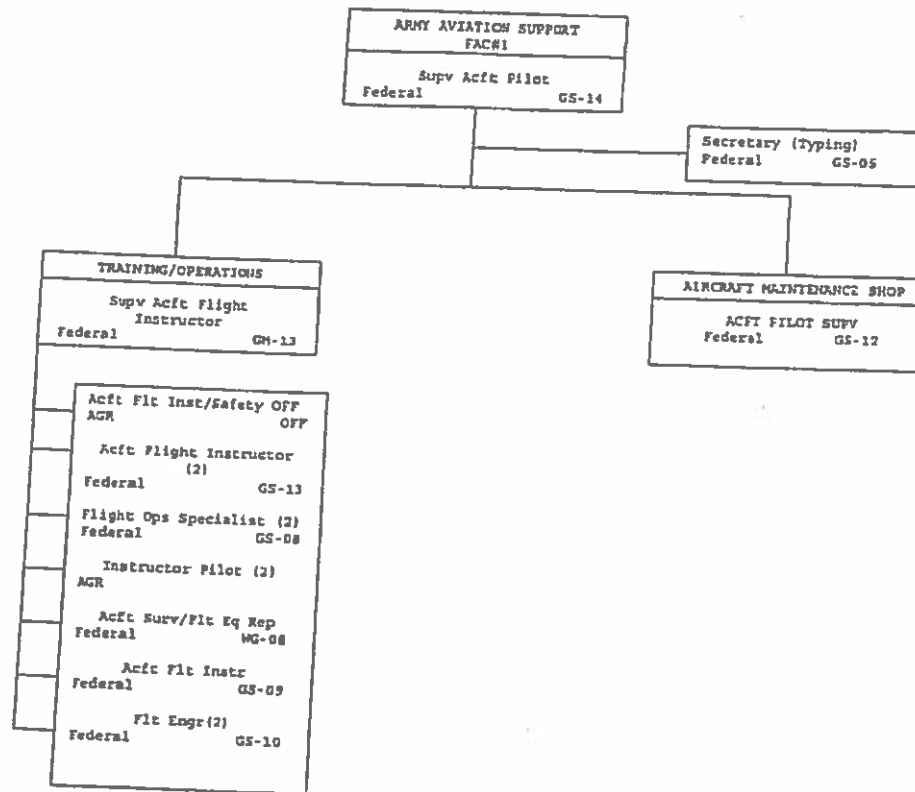 ARMY AVIATION SUPPORT
FAC#1
Supv Acft Pilot
Federal GS-14
Secretary (Typing)
Federal GS-05
TRAINING/OPERATIONS
Supv Acft Flight
Instructor
Federal GM-13
AIRCRAFT MAINTENANCE SHOP
ACFT PILOT SUPV
Federal GS-12
Acft Flt Inst/Safety OFF
AGR OFF
Acft Flight Instructor
(2)
Federal GS-13
Flight Ops Specialist (2)
Federal GS-08
Instructor Pilot (2)
AGR
Acft Surv/Flt Eq Rep
Federal WG-08
Acft Flt Instr
Federal GS-09
Flt Engr(2)
Federal GS-10